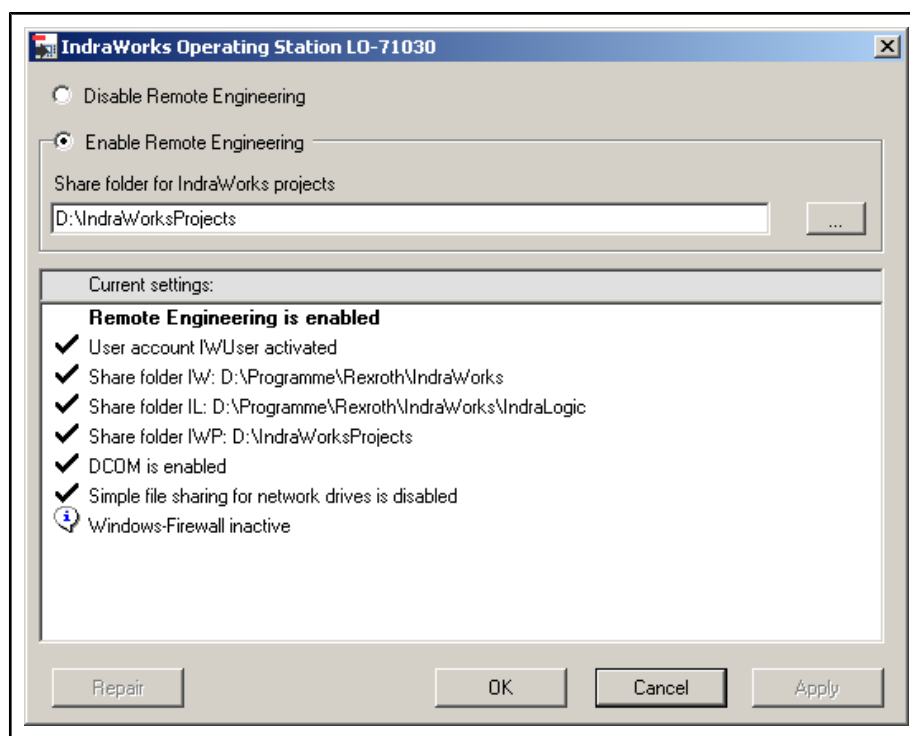 IndraWorks Operating Station LO-71030
Disable Remote Engineering
Enable Remote Engineering
Share folder for IndraWorks projects
D:\IndraWorksProjects
...
Current settings:
Remote Engineering is enabled
User account IWUser activated
Share folder IW: D:\Programme\Rexroth\IndraWorks
Share folder IL: D:\Programme\Rexroth\IndraWorks\IndraLogic
Share folder IWP: D:\IndraWorksProjects
DCOM is enabled
Simple file sharing for network drives is disabled
Windows-Firewall inactive
Repair OK Cancel Apply